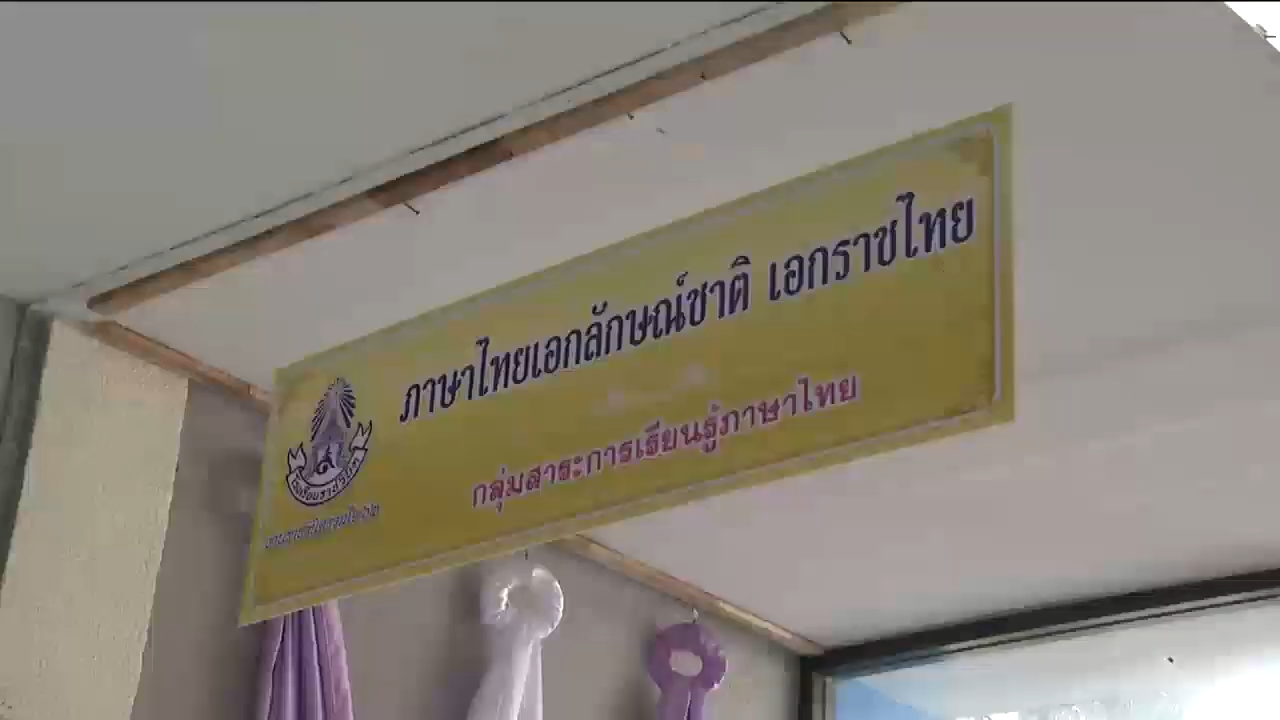 ภาษาไทยเอกลักษณ์ชาติ เอกราชไทย
กลุ่มสาระการเรียนรู้ภาษาไทย